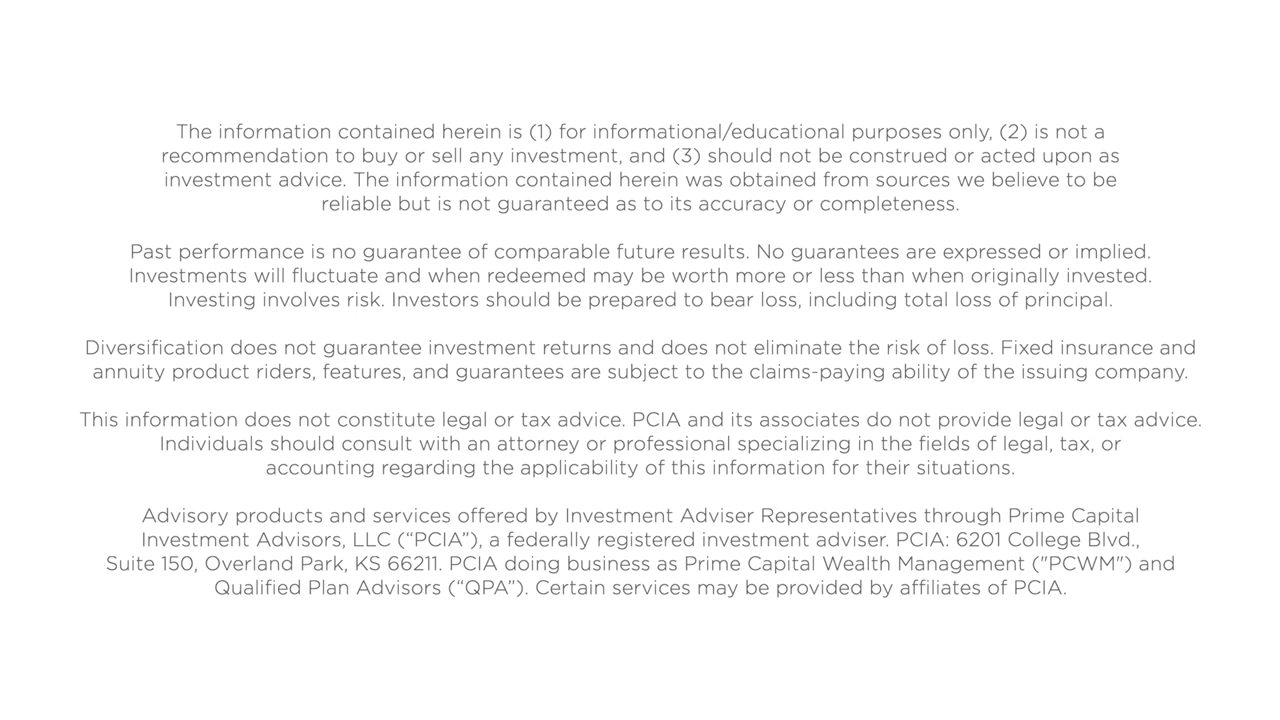 The information contained herein is (1) for informational/educational purposes only, (2) is not a
recommendation to buy or sell any investment, and (3) should not be construed or acted upon as
investment advice. The information contained herein was obtained from sources we believe to be
reliable but is not guaranteed as to its accuracy or completeness.
Past performance is no guarantee of comparable future results. No guarantees are expressed or implied.
Investments will fluctuate and when redeemed may be worth more or less than when originally invested.
Investing involves risk. Investors should be prepared to bear loss, including total loss of principal.
Diversification does not guarantee investment returns and does not eliminate the risk of loss. Fixed insurance and
annuity product riders, features, and guarantees are subject to the claims-paying ability of the issuing company.
This information does not constitute legal or tax advice. PCIA and its associates do not provide legal or tax advice.
Individuals should consult with an attorney or professional specializing in the fields of legal, tax, or
accounting regarding the applicability of this information for their situations.
Advisory products and services offered by Investment Adviser Representatives through Prime Capital
Investment Advisors, LLC (“PCIA”), a federally registered investment adviser. PCIA: 6201 College Blvd.,
Suite 150, Overland Park, KS 66211. PCIA doing business as Prime Capital Wealth Management ("PCWM") and
Qualified Plan Advisors (“QPA”). Certain services may be provided by affiliates of PCIA.